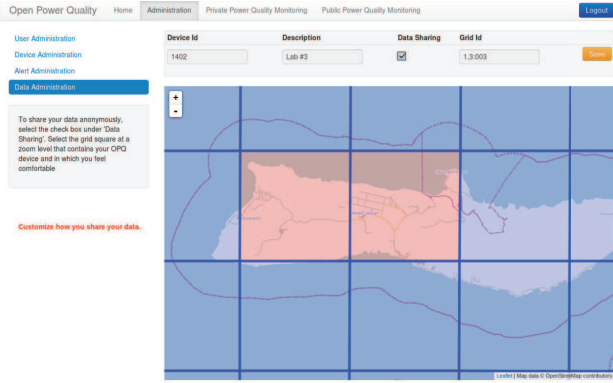 Open Power Quality
Home
Administration
Private Power Quality Monitoring
Public Power Quality Monitoring
Logout
User Administration
Device Administration
Alert Administration
Data Administration
Device Id
Description
Data Sharing
Grid Id
1402
Lab #3
1,3:003
Save
To share your data anonymously,
select the check box under 'Data
Sharing'. Select the grid square at a
zoom level that contains your OPQ
device and in which you feel
comfortable
Customize how you share your data.
+
-
Leaflet | Map data © OpenStreetMap contributors